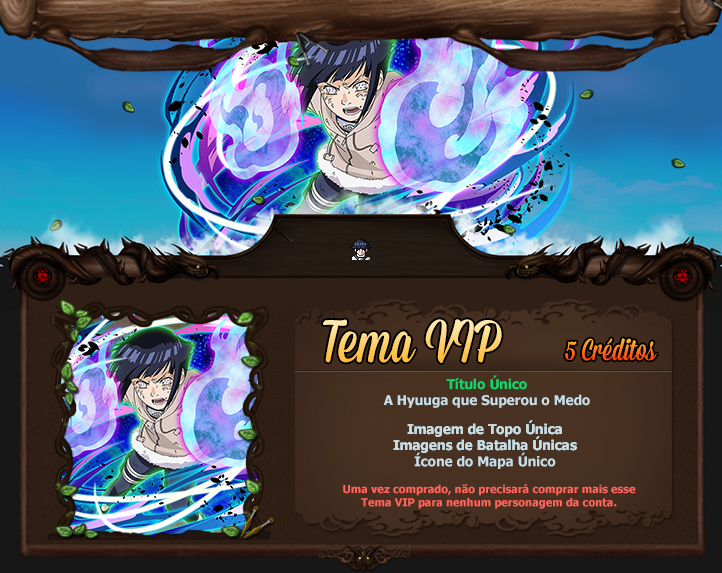 Tema VIP
5 Créditos
Título Único
A Hyuuga que Superou o Medo
Imagem de Topo Única
Imagens de Batalha Únicas
Ícone do Mapa Único
Uma vez comprado, não precisará comprar mais esse
Tema VIP para nenhum personagem da conta.